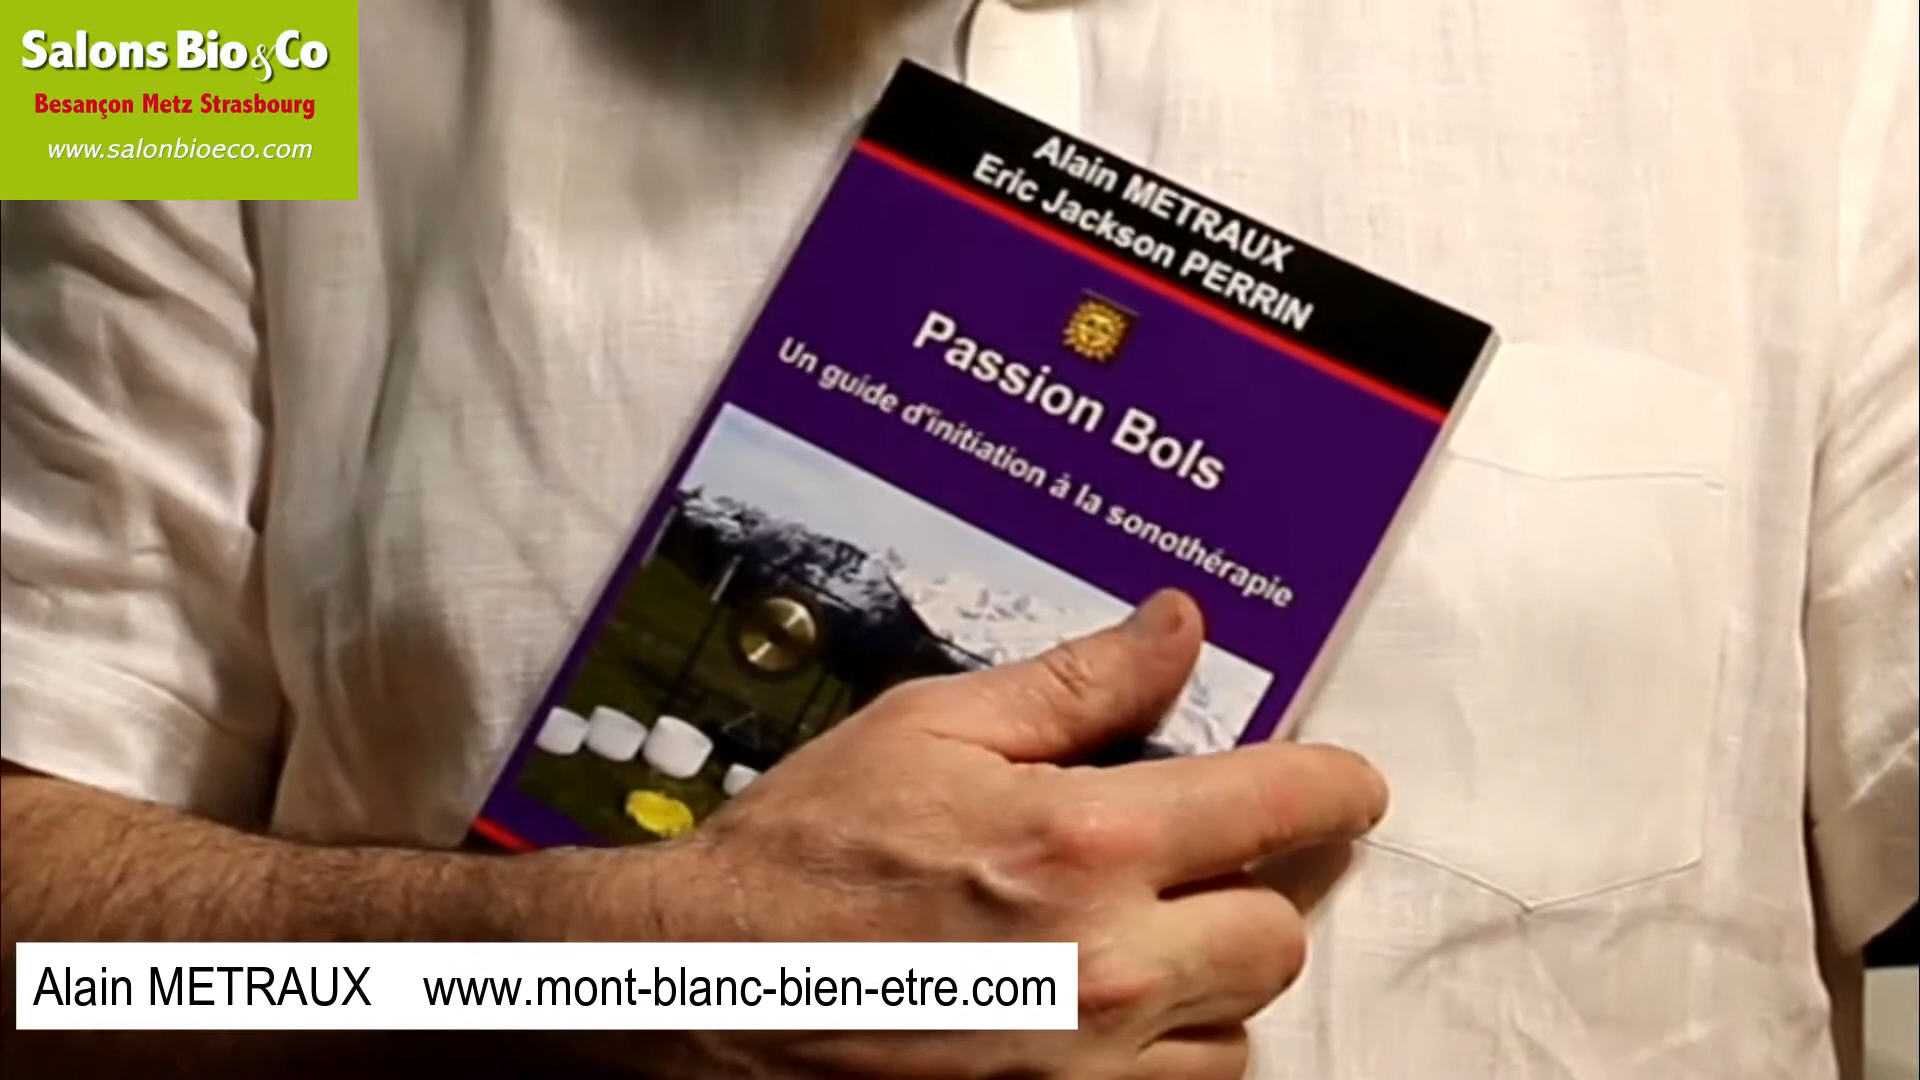 Salons Bio&Co
Besançon Metz Strasbourg
www.salonbioeco.com
Alain METRAUX
Eric Jackson PERRIN
Passion Bols
Un guide d'initiation à la sonothérapie
Alain METRAUX www.mont-blanc-bien-etre.com